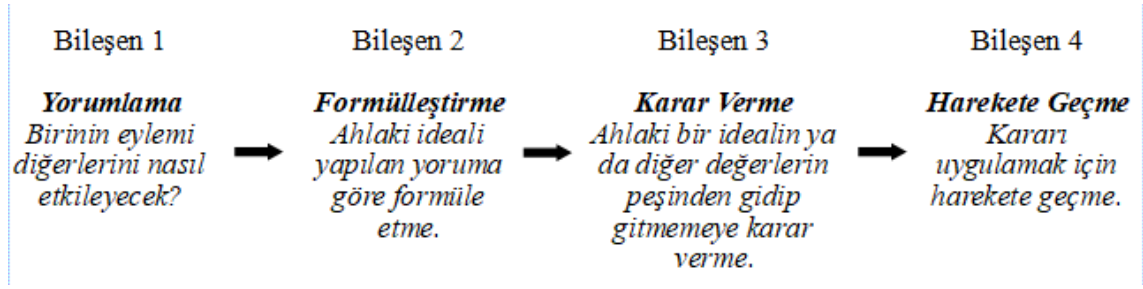 Bileşen 1
Yorumlama
Birinin eylemi
diğerlerini nasıl
etkileyecek?
Bileşen 2
Formülleştirme
Ahlaki ideali
yapılan yoruma
göre formüle
etme.
Bileşen 3
Karar Verme
Ahlaki bir idealin ya
da diğer değerlerin
peşinden gidip
gitmemeye karar
verme.
Bileşen 4
Harekete Geçme
Kararı
uygulamak için
harekete geçme.